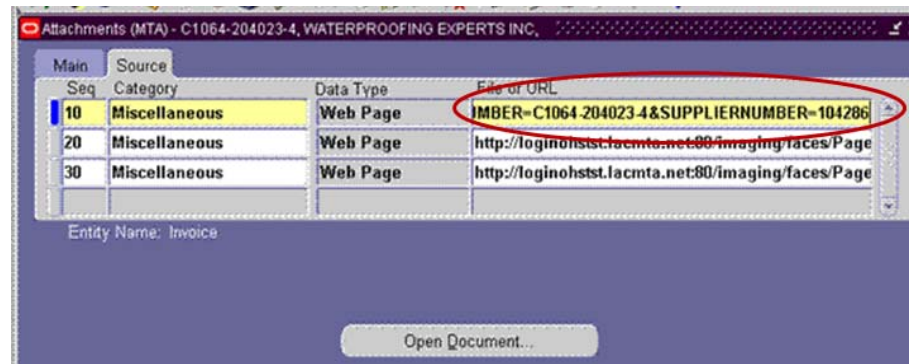 Attachments (MTA) - C1064-204023-4, WATERPROOFING EXPERTS INC,
Main Source
Seq Category Data Type File or URL
10 Miscellaneous Web Page IMBER=C1064-204023-4&SUPPLIERNUMBER=104286
20 Miscellaneous Web Page http://loginohstst.lacmta.net:80/imaging/faces/Page
30 Miscellaneous Web Page http://loginohstst.lacmta.net:80/imaging/faces/Page
Entity Name: Invoice
Open Document...